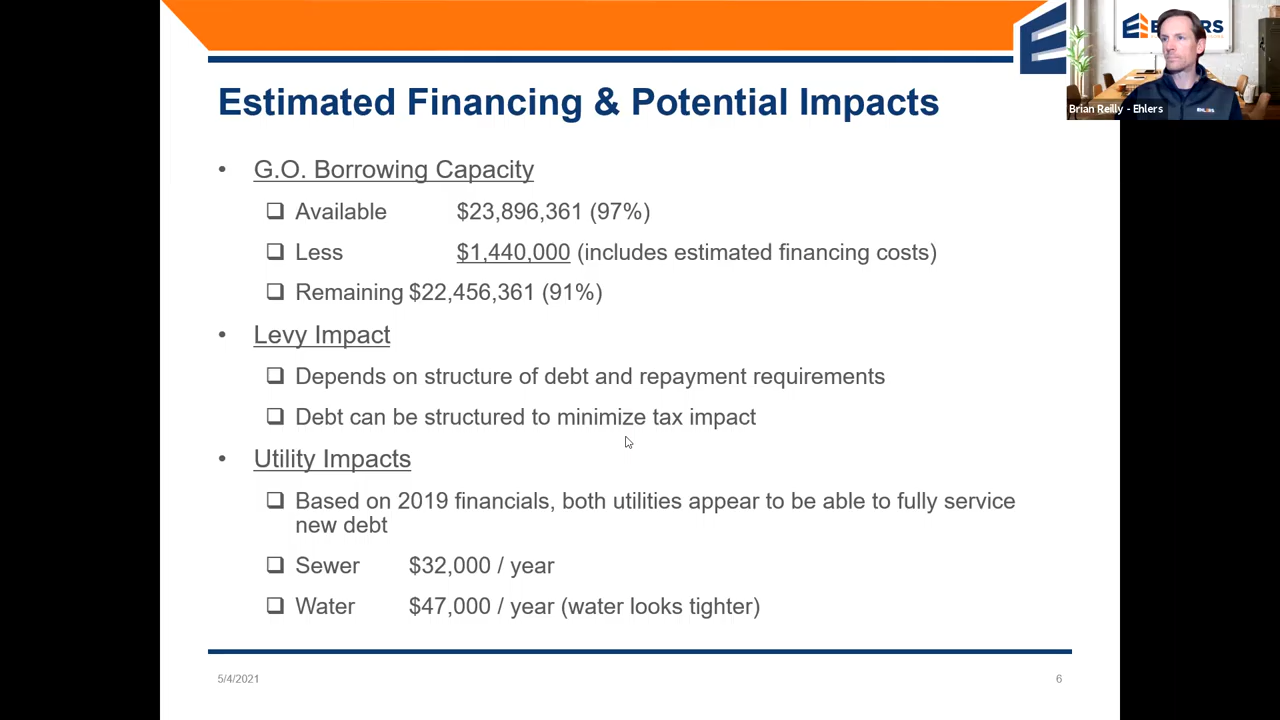 EHLERS
Brian Reilly - Ehlers
EHLERS
Estimated Financing & Potential Impacts
• G.O. Borrowing Capacity
❑ Available $23,896,361 (97%)
❑ Less $1,440,000 (includes estimated financing costs)
❑ Remaining $22,456,361 (91%)
• Levy Impact
❑ Depends on structure of debt and repayment requirements
❑ Debt can be structured to minimize tax impact
• Utility Impacts
❑ Based on 2019 financials, both utilities appear to be able to fully service
new debt
❑ Sewer $32,000 / year
❑ Water $47,000 / year (water looks tighter)
5/4/2021 6